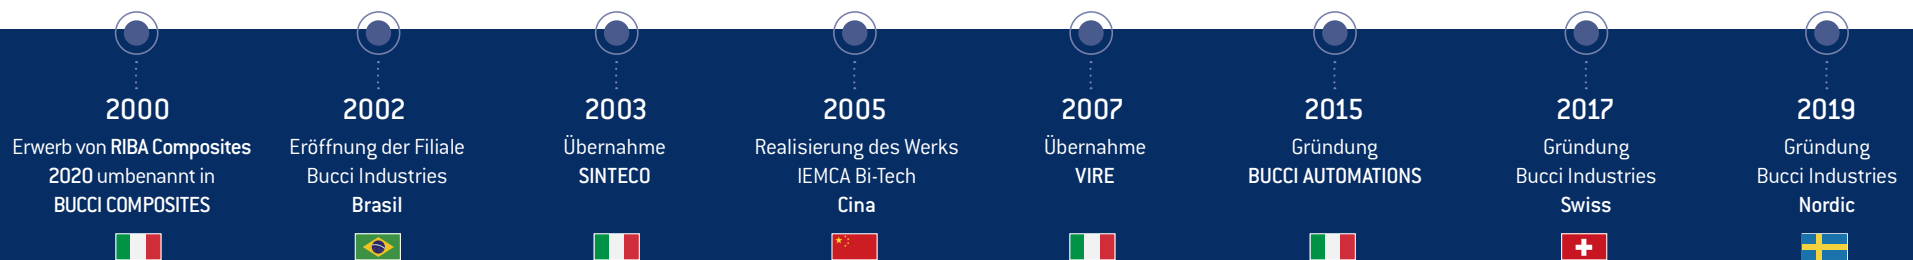 2000
Erwerb von RIBA Composites
2020 umbenannt in
BUCCI COMPOSITES
2002
Eröffnung der Filiale
Bucci Industries
Brasil
2003
Übernahme
SINTECO
2005
Realisierung des Werks
IEMCA Bi-Tech
Cina
2007
Übernahme
VIRE
2015
Gründung
BUCCI AUTOMATIONS
2017
Gründung
Bucci Industries
Swiss
2019
Gründung
Bucci Industries
Nordic